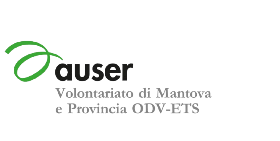 auser
Volontariato di Mantova
e Provincia ODV-ETS